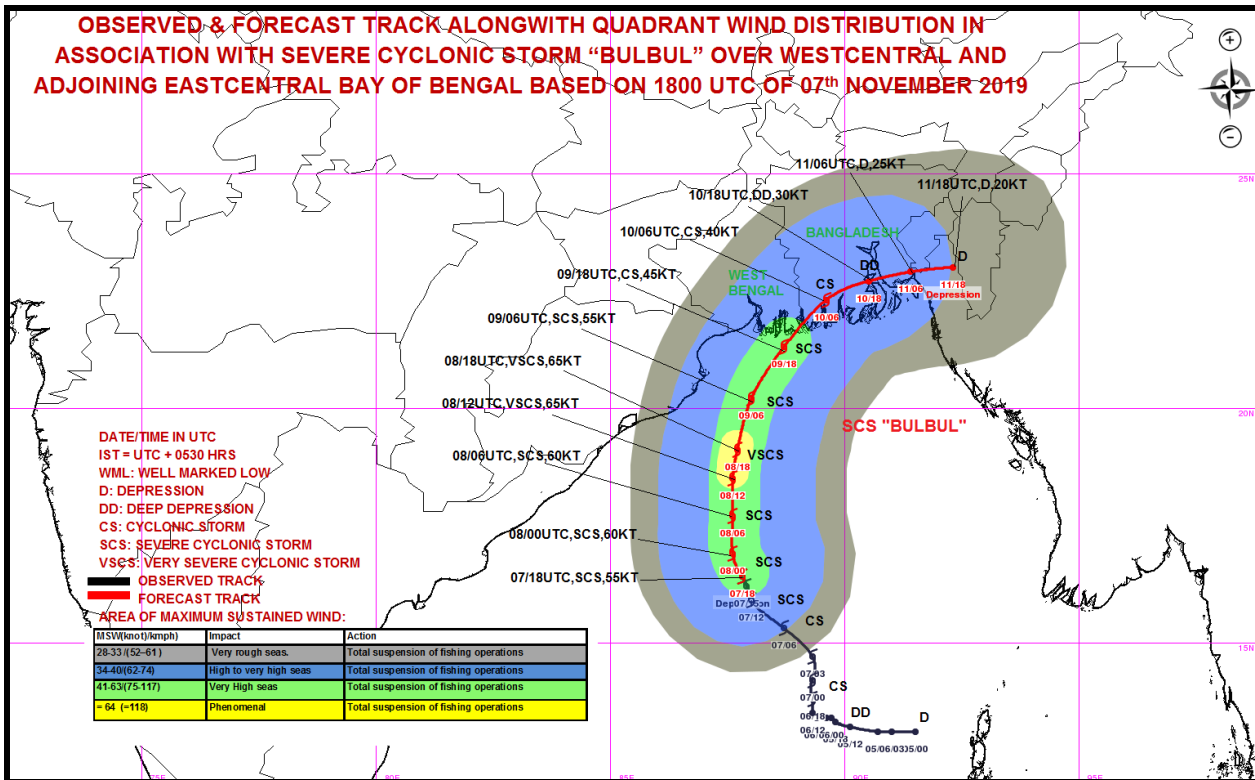 OBSERVED & FORECAST TRACK ALONGWITH QUADRANT WIND DISTRIBUTION IN
ASSOCIATION WITH SEVERE CYCLONIC STORM “BULBUL” OVER WESTCENTRAL AND
ADJOINING EASTCENTRAL BAY OF BENGAL BASED ON 1800 UTC OF 07th NOVEMBER 2019
11/06UTC,D,25KT
25N
11/18UTC,D,20KT
10/18UTC,DD,30KT
10/06UTC,CS,40KT
BANGLADESH
09/18UTC,CS,45KT
WEST
BENGAL
DD
D
CS
11/06
11/18
Depression
10/18
10/06
09/06UTC,SCS,55KT
SCS
09/18
08/18UTC,VSCS,65KT
08/12UTC,VSCS,65KT
SCS
09/06
20N
SCS "BULBUL"
08/06UTC,SCS,60KT
VSCS
08/18
08/12
SCS
08/06
08/00UTC,SCS,60KT
SCS
08/00
07/18UTC,SCS,55KT
07/18
SCS
07/12
CS
07/06
15N
07/03
CS
07/00
06/18
06/12
DD
D
05/12
DATE/TIME IN UTC
IST = UTC + 0530 HRS
WML: WELL MARKED LOW
D: DEPRESSION
DD: DEEP DEPRESSION
CS: CYCLONIC STORM
SCS: SEVERE CYCLONIC STORM
VSCS: VERY SEVERE CYCLONIC STORM
OBSERVED TRACK
FORECAST TRACK
AREA OF MAXIMUM SUSTAINED WIND:
MSW(knot)/kmph) Impact Action
28-33 /(52–61 ) Very rough seas. Total suspension of fishing operations
34-40/(62-74) High to very high seas Total suspension of fishing operations
41-63/(75-117) Very High seas Total suspension of fishing operations
= 64 (=118) Phenomenal Total suspension of fishing operations
75E 80E 85E 90E 95E